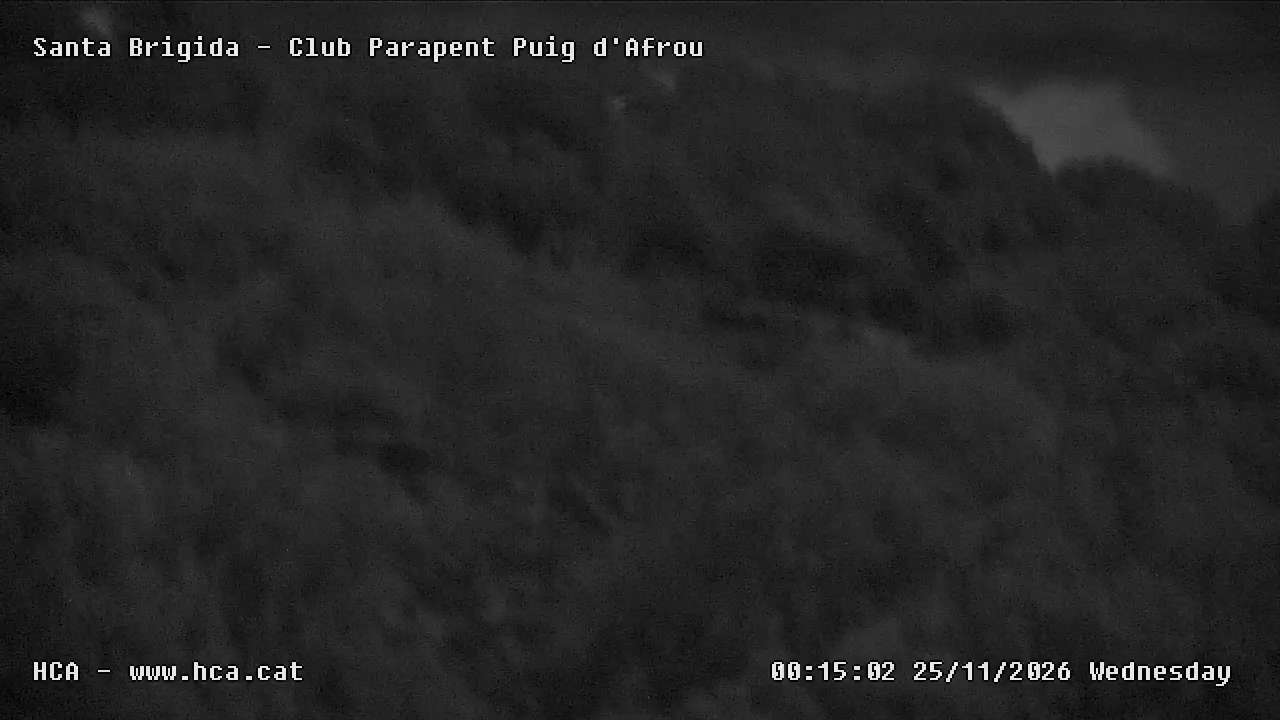 Santa Brigida - Club Parapent Puig d'Afrou
HCA - www.hca.cat
00:15:02 25/11/2026 Wednesday